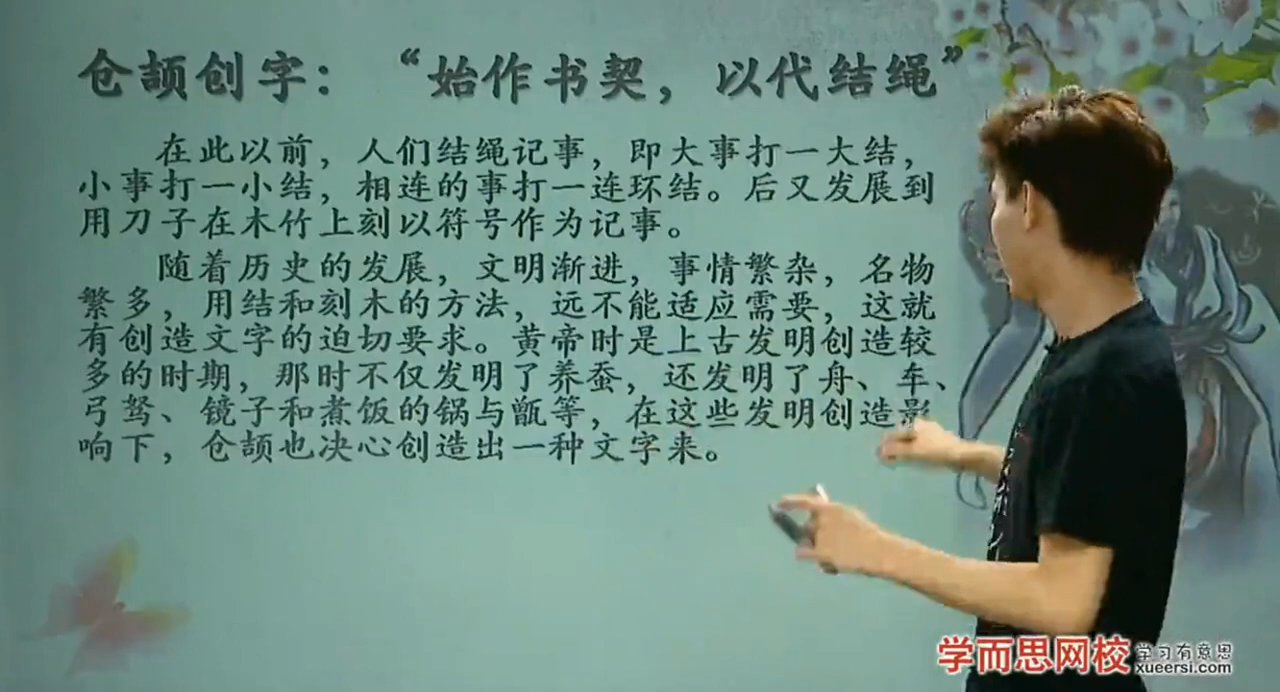 仓颉创字：“始作书契，以代结绳”
在此以前，人们结绳记事，即大事打一大结，
小事打一小结，相连的事打一连环结。后又发展到
用刀子在木竹上刻以符号作为记事。
随着历史的发展，文明渐进，事情繁杂，名物
繁多，用结和刻木的方法，远不能适应需要，这就
有创造文字的迫切要求。黄帝时是上古发明创造较
多的时期，那时不仅发明了养蚕，还发明了舟、车、
弓驽、镜子和煮饭的锅与甑等，在这些发明创造影
响下，仓颉也决心创造出一种文字来。
学而思网校 学习有意思
xueersi.com